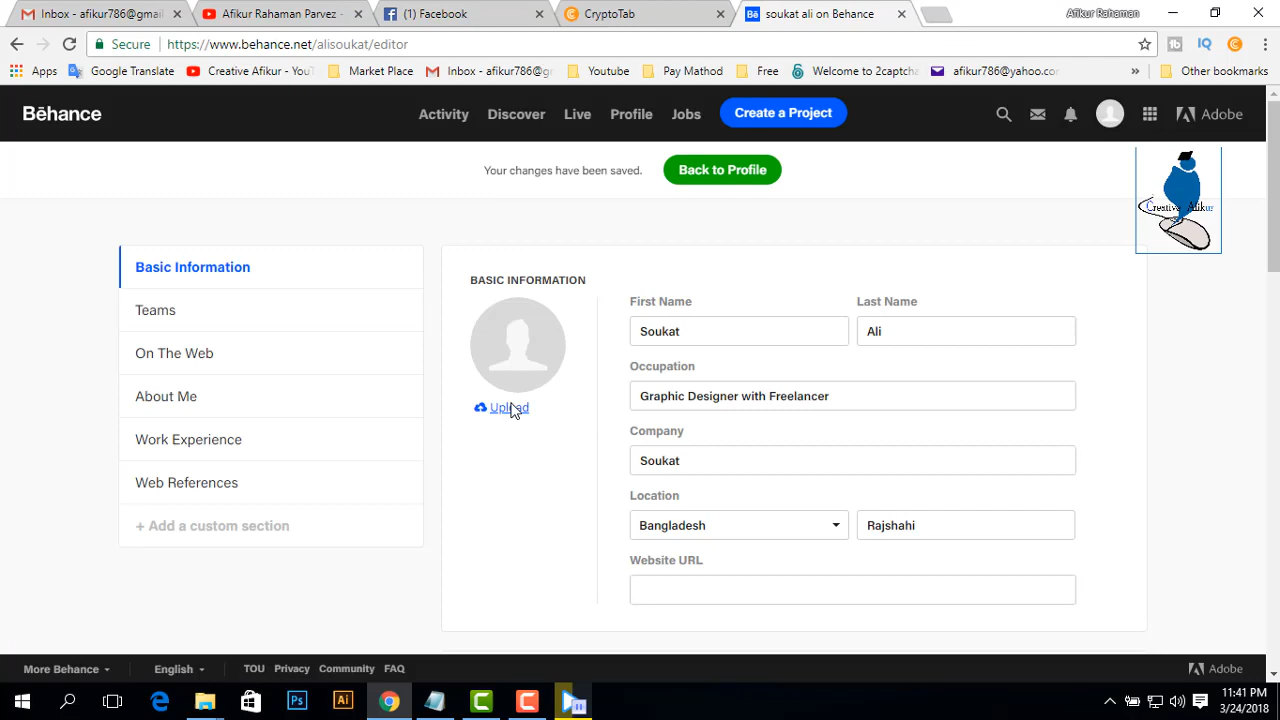 Inbox - afikur786@gmail
Afikur Rahaman Parvez -
(1) Facebook
CryptoTab
soukat ali on Behance
Afikur Rahaman
Secure
https://www.behance.net/alisoukat/editor
Apps
Google Translate
Creative Afikur - You
Market Place
Inbox - afikur786@g
Youtube
Pay Mathod
Free
Welcome to 2captcha
afikur786@yahoo.co
Other bookmarks
Bēhance
Activity
Discover
Live
Profile
Jobs
Create a Project
Adobe
Your changes have been saved.
Back to Profile
Creative Afikur
Basic Information
Teams
On The Web
About Me
Work Experience
Web References
+ Add a custom section
BASIC INFORMATION
Upload
First Name
Last Name
Soukat
Ali
Occupation
Graphic Designer with Freelancer
Company
Soukat
Location
Bangladesh
Rajshahi
Website URL
More Behance
English
TOU
Privacy
Community
FAQ
Adobe
Ps
Ai
11:41 PM
3/24/2018